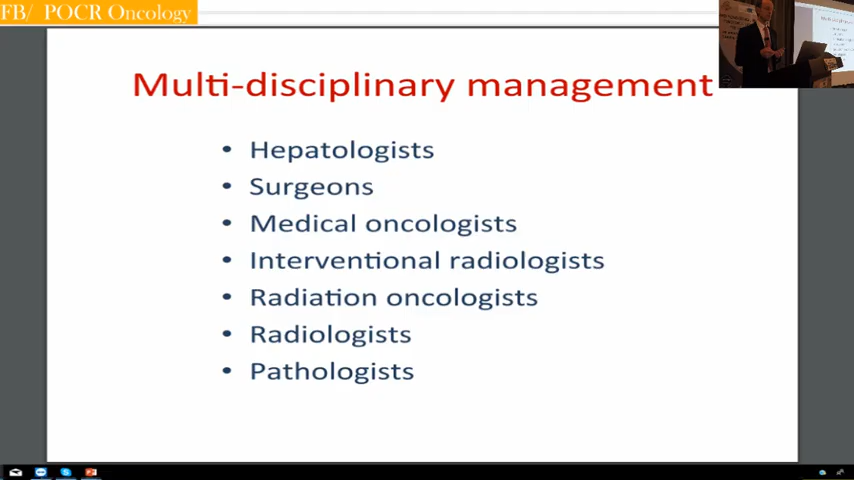 FB/ POCR Oncology
Multi-disciplinary management
• Hepatologists
• Surgeons
• Medical oncologists
• Interventional radiologists
• Radiation oncologists
• Radiologists
• Pathologists